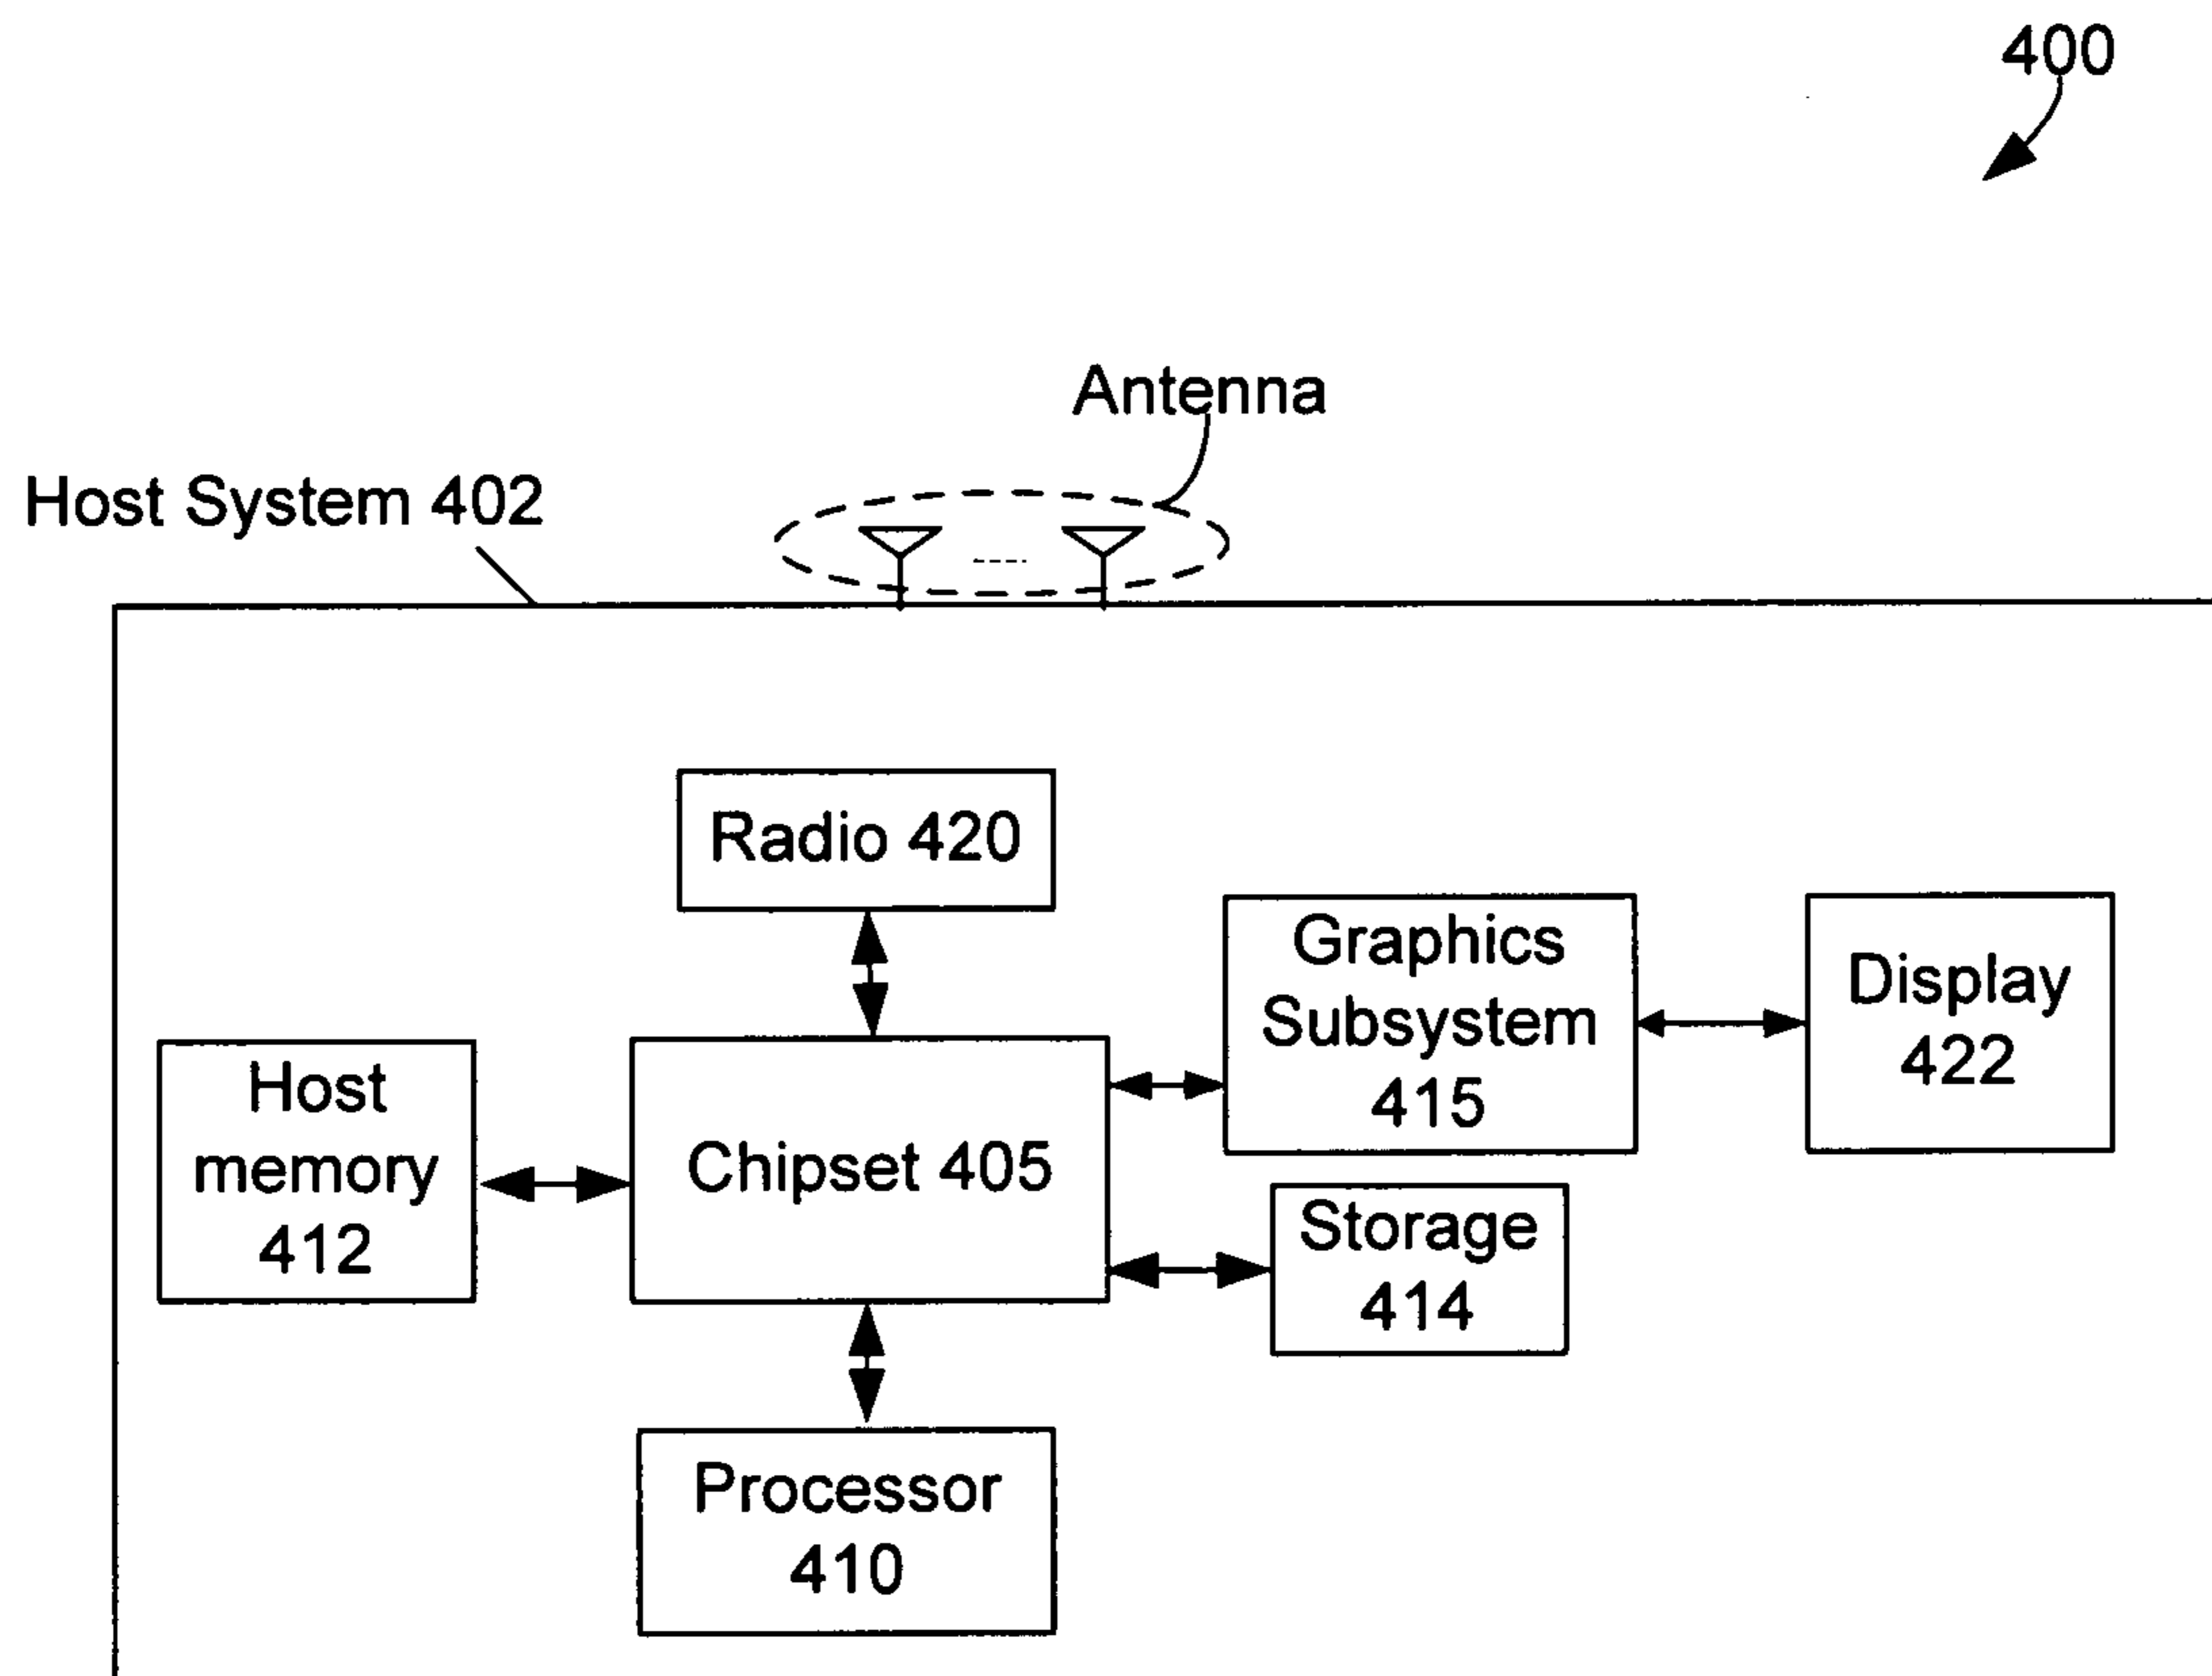 400
Antenna
Host System 402
Radio 420
Graphics
Subsystem
415
Display
422
Host
memory
412
Chipset 405
Storage
414
Processor
410